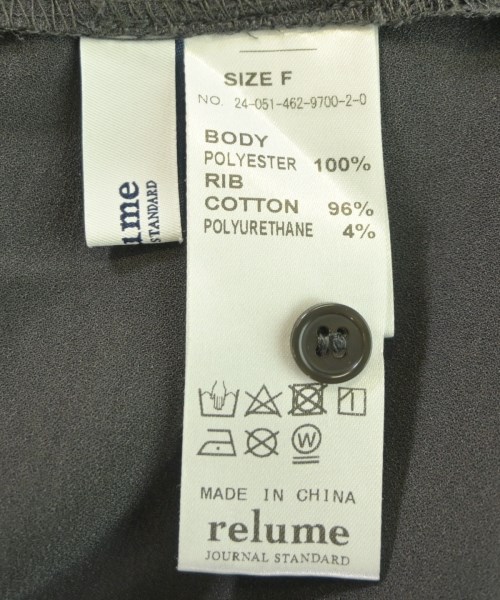 SIZE F
NO. 24-051-462-9700-2-0
BODY
POLYESTER 100%
RIB
COTTON 96%
POLYURETHANE 4%
W
MADE IN CHINA
relume
JOURNAL STANDARD
ume
STANDARD